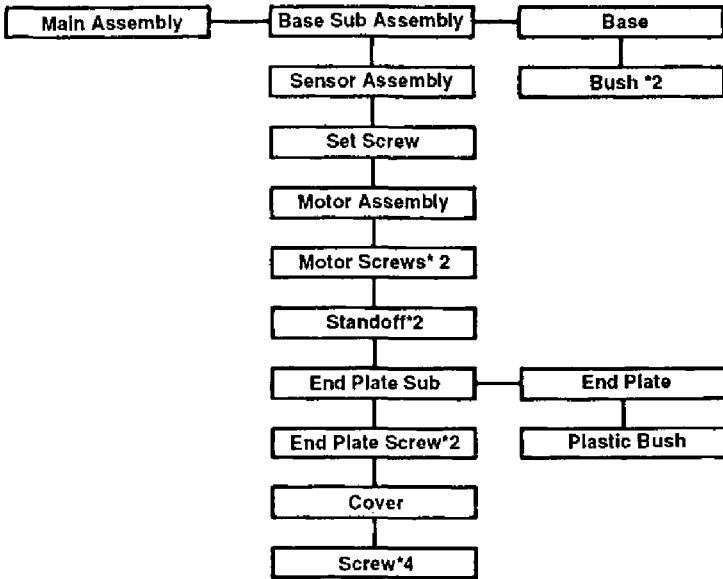 Main Assembly
Base Sub Assembly
Base
Sensor Assembly
Bush *2
Set Screw
Motor Assembly
Motor Screws* 2
Standoff*2
End Plate Sub
End Plate
End Plate Screw*2
Plastic Bush
Cover
Screw*4